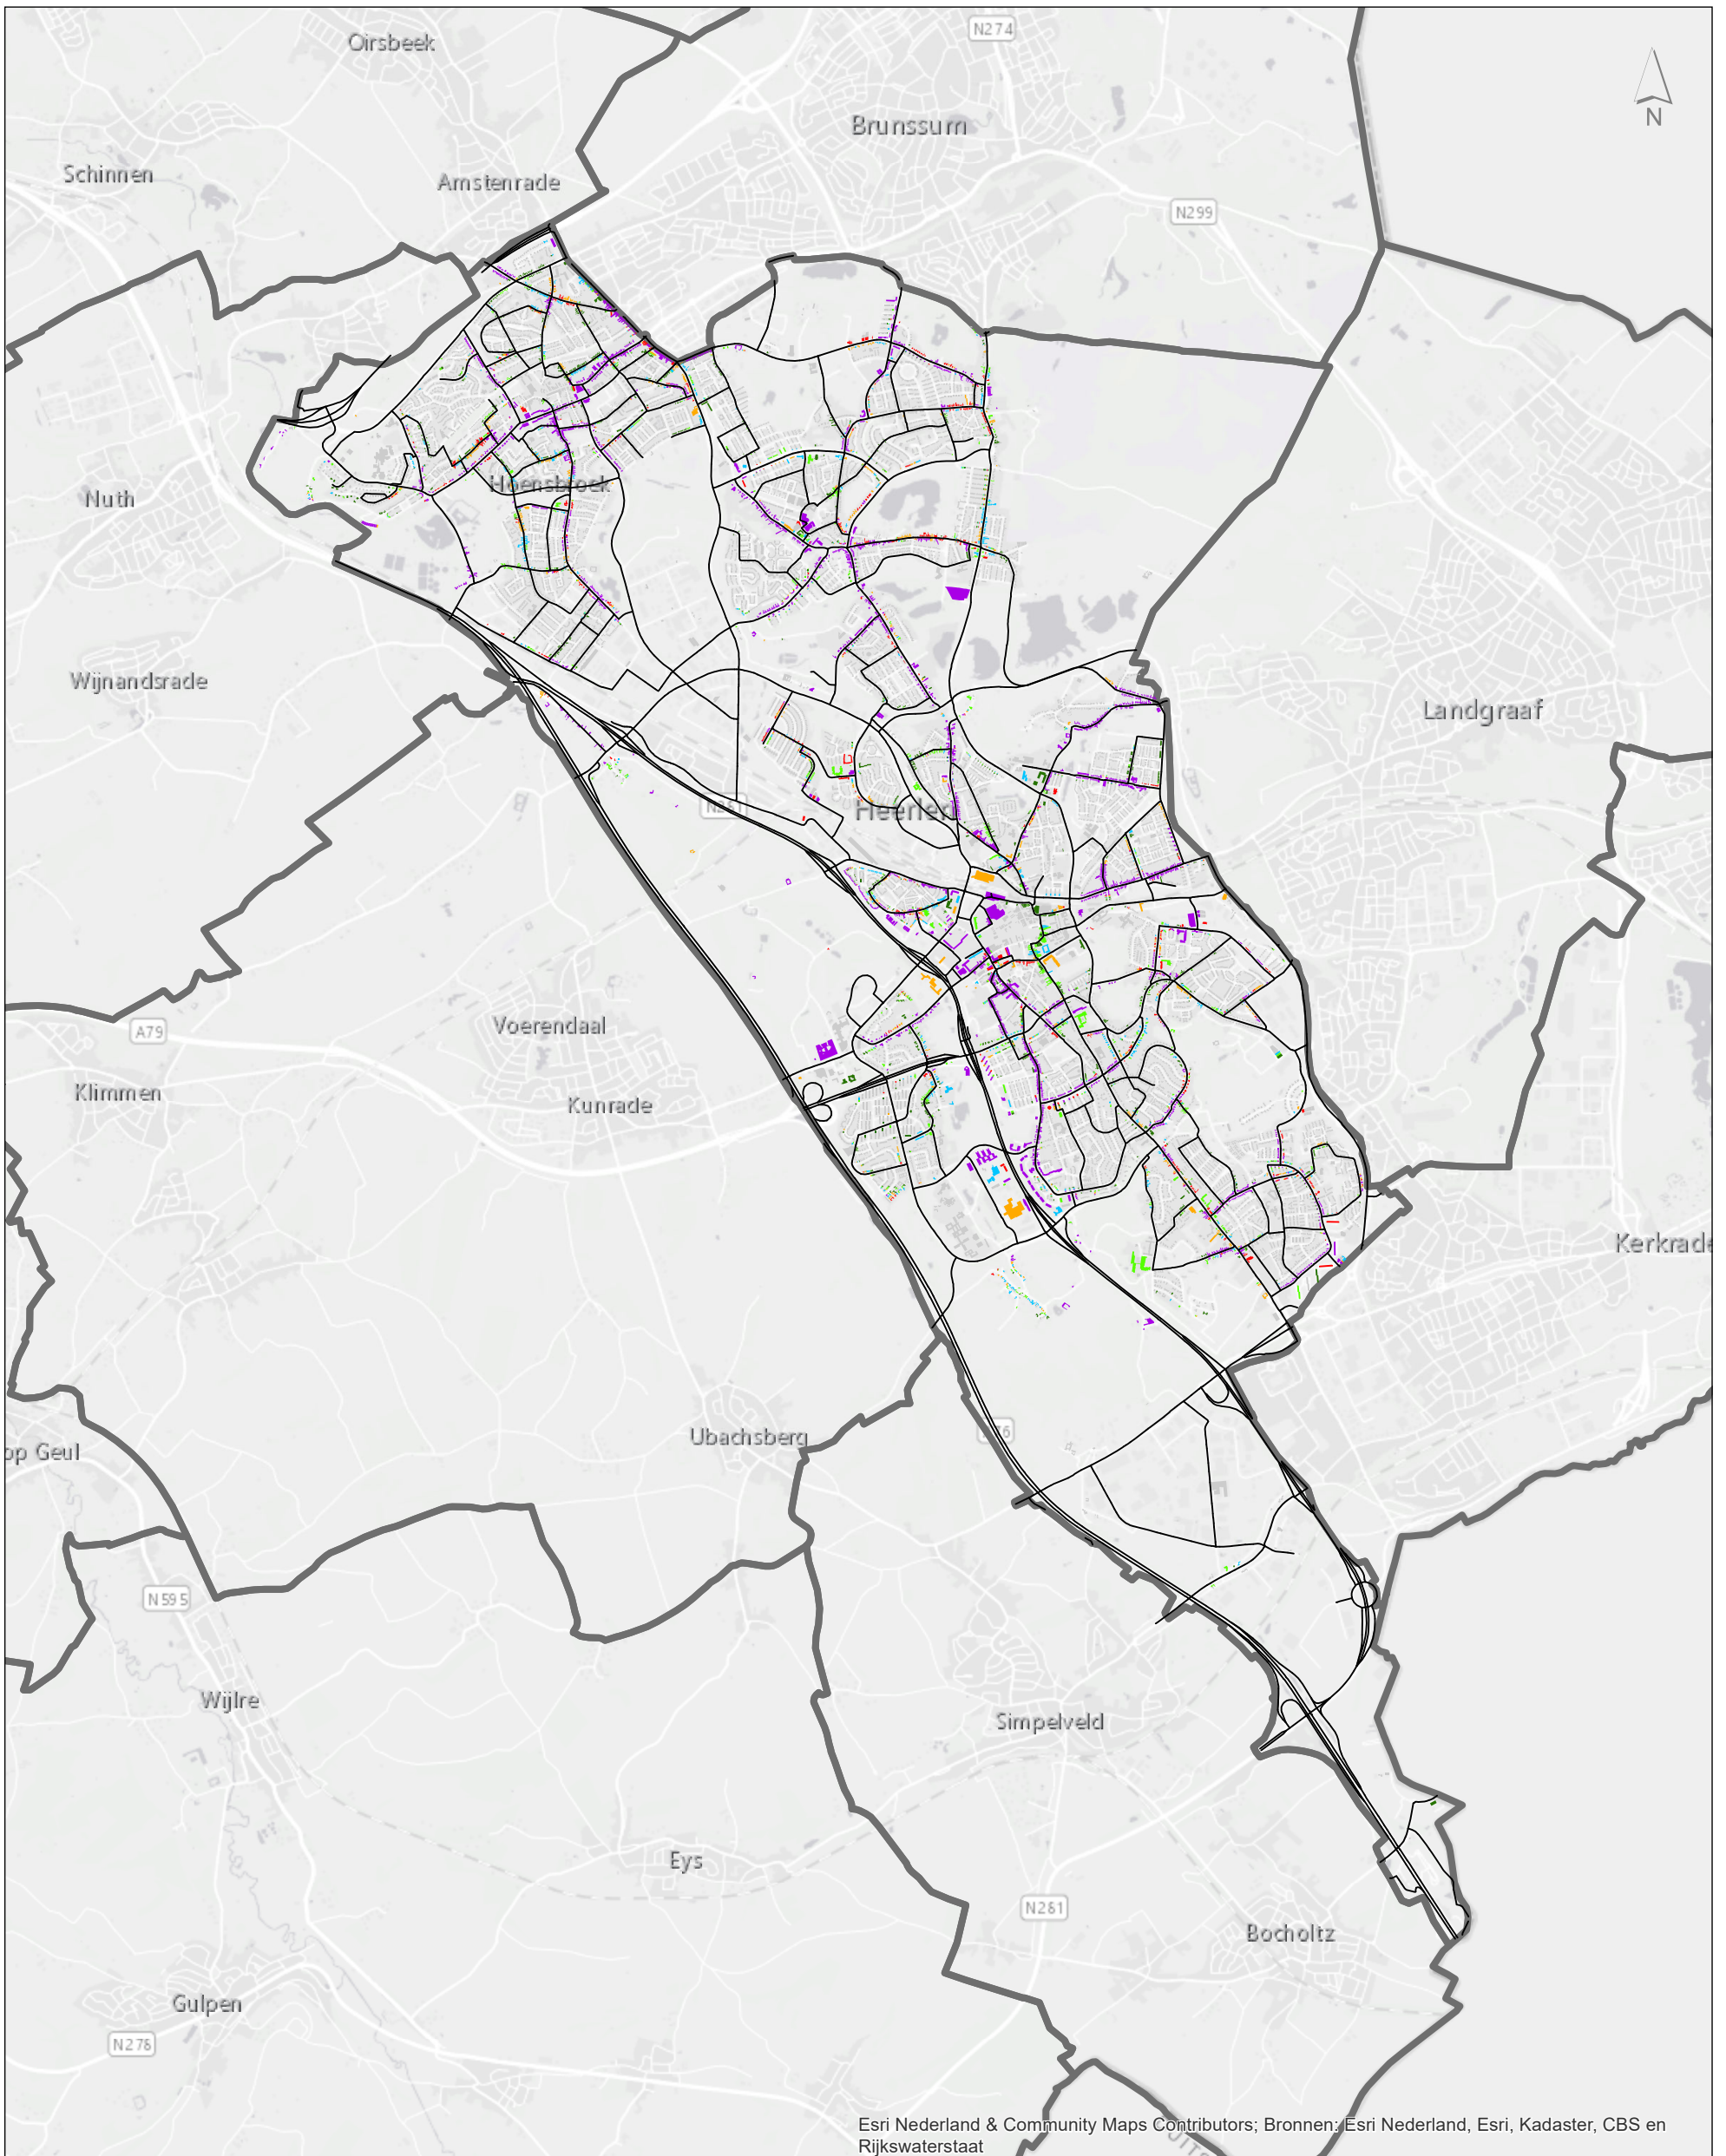 Oirsbeek
N274
Brunssum
N
Schinnen
Amstenrade
N299
Hoensbroek
Nuth
Wijnandsrade
Landgraaf
Heerlen
Voerendaal
A79
Klimmen
Kunrade
Kerkrade
Ubachsberg
op Geul
N595
Wijlre
Simpelveld
Eys
N281
Bocholtz
Gulpen
N278
Esri Nederland & Community Maps Contributors; Bronnen: Esri Nederland, Esri, Kadaster, CBS en
Rijkswaterstaat